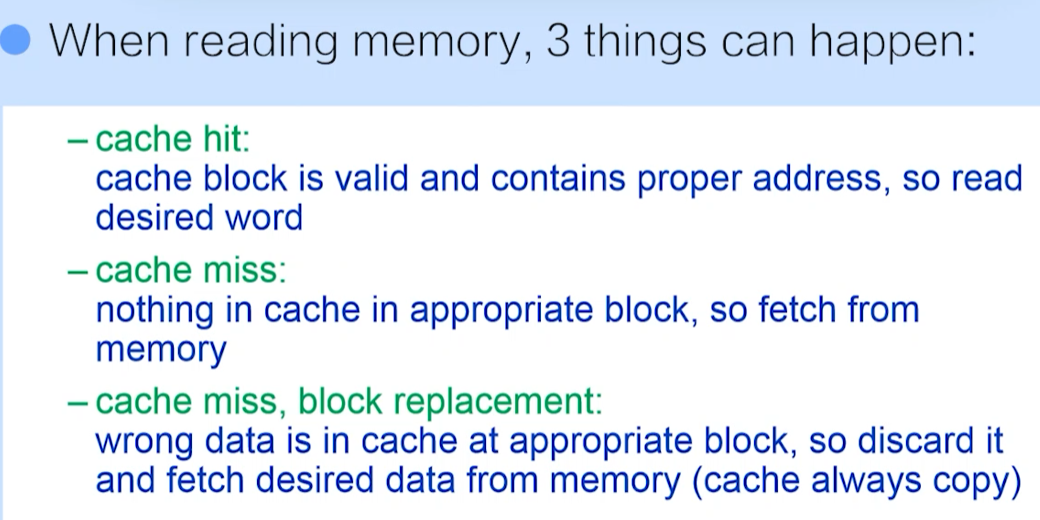 When reading memory, 3 things can happen:
– cache hit:
cache block is valid and contains proper address, so read
desired word
– cache miss:
nothing in cache in appropriate block, so fetch from
memory
– cache miss, block replacement:
wrong data is in cache at appropriate block, so discard it
and fetch desired data from memory (cache always copy)